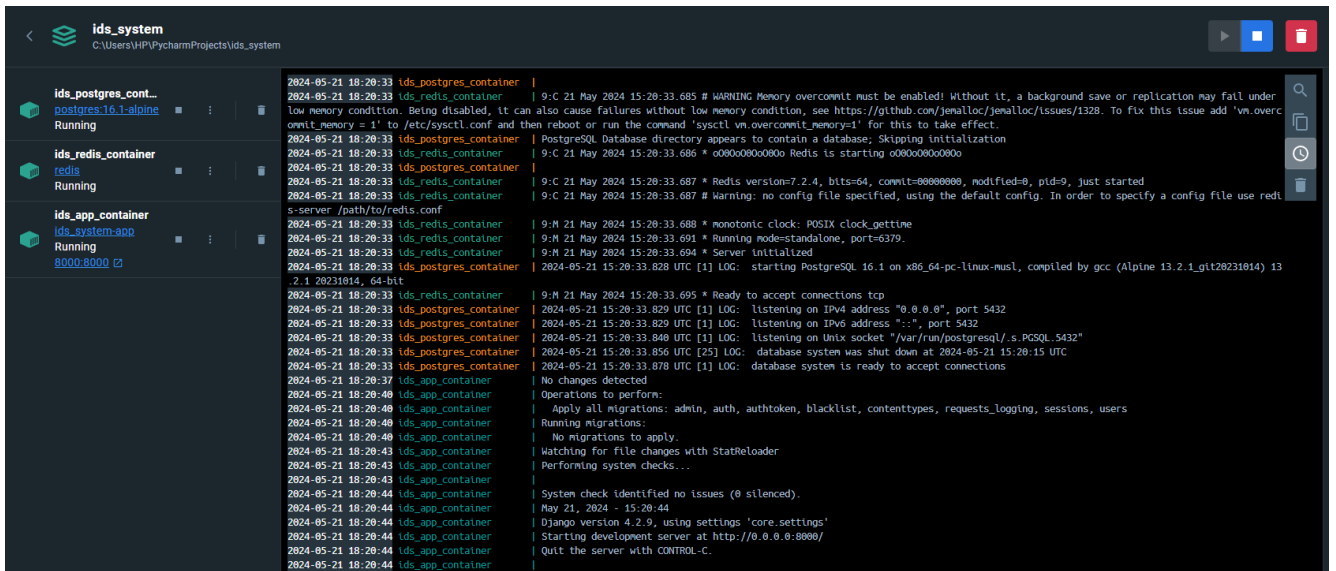 ids_system
C:\Users\HP\PycharmProjects\ids_system
ids_postgres_cont...
postgres:16.1-alpine
Running
ids_redis_container
redis
Running
ids_app_container
ids_system-app
Running
8000:8000
2024-05-21 18:20:33 ids_postgres_container |
2024-05-21 18:20:33 ids_redis_container | 9:C 21 May 2024 15:20:33.685 # WARNING Memory overcommit must be enabled! Without it, a background save or replication may fail under
low memory condition. Being disabled, it can also cause failures without low memory condition, see https://github.com/jemalloc/jemalloc/issues/1328. To fix this issue add 'vm.overc
ommit_memory = 1' to /etc/sysctl.conf and then reboot or run the command 'sysctl vm.overcommit_memory=1' for this to take effect.
2024-05-21 18:20:33 ids_postgres_container | PostgreSQL Database directory appears to contain a database; Skipping initialization
2024-05-21 18:20:33 ids_redis_container | 9:C 21 May 2024 15:20:33.686 * oO0OoO0OoO0Oo Redis is starting oO0OoO0OoO0Oo
2024-05-21 18:20:33 ids_postgres_container |
2024-05-21 18:20:33 ids_redis_container | 9:C 21 May 2024 15:20:33.687 * Redis version=7.2.4, bits=64, commit=00000000, modified=0, pid=9, just started
2024-05-21 18:20:33 ids_redis_container | 9:C 21 May 2024 15:20:33.687 # Warning: no config file specified, using the default config. In order to specify a config file use redi
s-server /path/to/redis.conf
2024-05-21 18:20:33 ids_redis_container | 9:M 21 May 2024 15:20:33.688 * monotonic clock: POSIX clock_gettime
2024-05-21 18:20:33 ids_redis_container | 9:M 21 May 2024 15:20:33.691 * Running mode=standalone, port=6379.
2024-05-21 18:20:33 ids_redis_container | 9:M 21 May 2024 15:20:33.694 * Server initialized
2024-05-21 18:20:33 ids_postgres_container | 2024-05-21 15:20:33.828 UTC [1] LOG:  starting PostgreSQL 16.1 on x86_64-pc-linux-musl, compiled by gcc (Alpine 13.2.1_git20231014) 13
.2.1 20231014, 64-bit
2024-05-21 18:20:33 ids_redis_container | 9:M 21 May 2024 15:20:33.695 * Ready to accept connections tcp
2024-05-21 18:20:33 ids_postgres_container | 2024-05-21 15:20:33.829 UTC [1] LOG:  listening on IPv4 address "0.0.0.0", port 5432
2024-05-21 18:20:33 ids_postgres_container | 2024-05-21 15:20:33.829 UTC [1] LOG:  listening on IPv6 address "::", port 5432
2024-05-21 18:20:33 ids_postgres_container | 2024-05-21 15:20:33.840 UTC [1] LOG:  listening on Unix socket "/var/run/postgresql/.s.PGSQL.5432"
2024-05-21 18:20:33 ids_postgres_container | 2024-05-21 15:20:33.856 UTC [25] LOG:  database system was shut down at 2024-05-21 15:20:15 UTC
2024-05-21 18:20:33 ids_postgres_container | 2024-05-21 15:20:33.878 UTC [1] LOG:  database system is ready to accept connections
2024-05-21 18:20:37 ids_app_container | No changes detected
2024-05-21 18:20:40 ids_app_container | Operations to perform:
2024-05-21 18:20:40 ids_app_container |   Apply all migrations: admin, auth, authtoken, blacklist, contenttypes, requests_logging, sessions, users
2024-05-21 18:20:40 ids_app_container | Running migrations:
2024-05-21 18:20:40 ids_app_container |   No migrations to apply.
2024-05-21 18:20:43 ids_app_container | Watching for file changes with StatReloader
2024-05-21 18:20:43 ids_app_container | Performing system checks...
2024-05-21 18:20:43 ids_app_container |
2024-05-21 18:20:44 ids_app_container | System check identified no issues (0 silenced).
2024-05-21 18:20:44 ids_app_container | May 21, 2024 - 15:20:44
2024-05-21 18:20:44 ids_app_container | Django version 4.2.9, using settings 'core.settings'
2024-05-21 18:20:44 ids_app_container | Starting development server at http://0.0.0.0:8000/
2024-05-21 18:20:44 ids_app_container | Quit the server with CONTROL-C.
2024-05-21 18:20:44 ids_app_container |